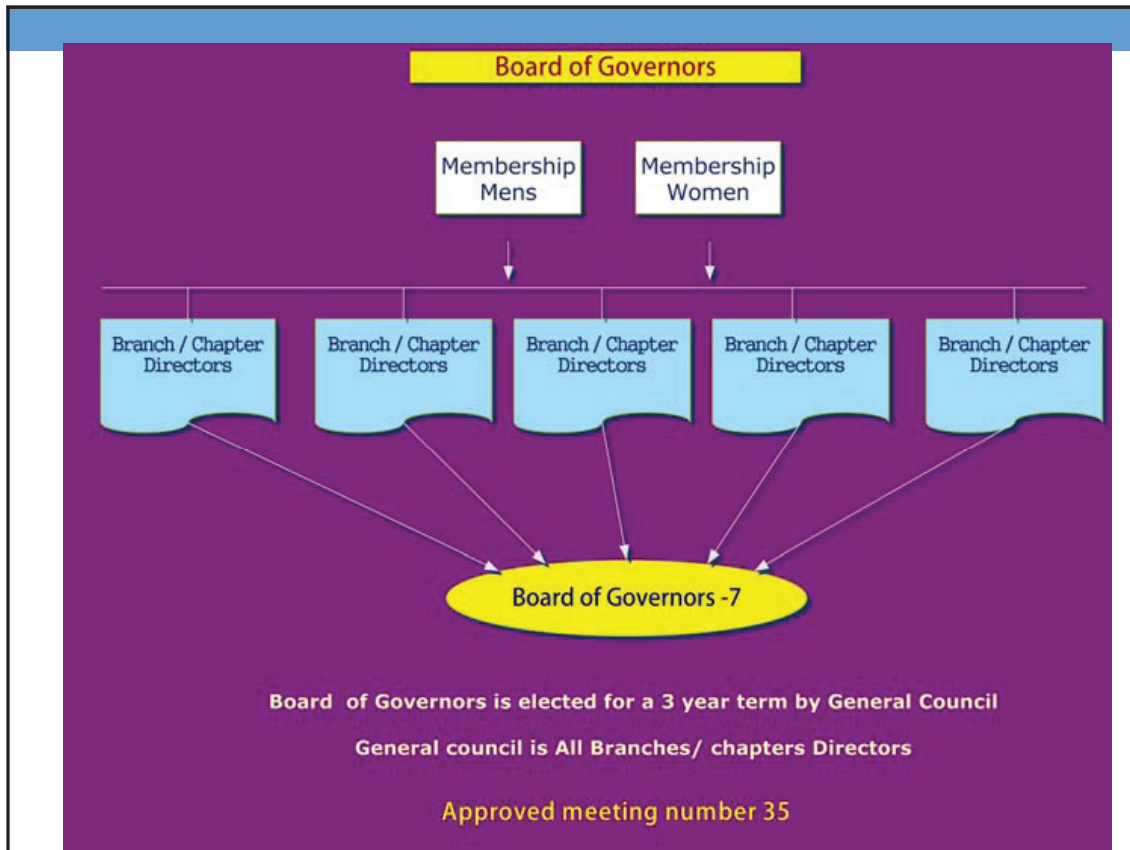 Board of Governors
Membership
Mens
Membership
Women
Branch / Chapter
Directors
Branch / Chapter
Directors
Branch / Chapter
Directors
Branch / Chapter
Directors
Branch / Chapter
Directors
Board of Governors -7
Board of Governors is elected for a 3 year term by General Council
General council is All Branches/ chapters Directors
Approved meeting number 35